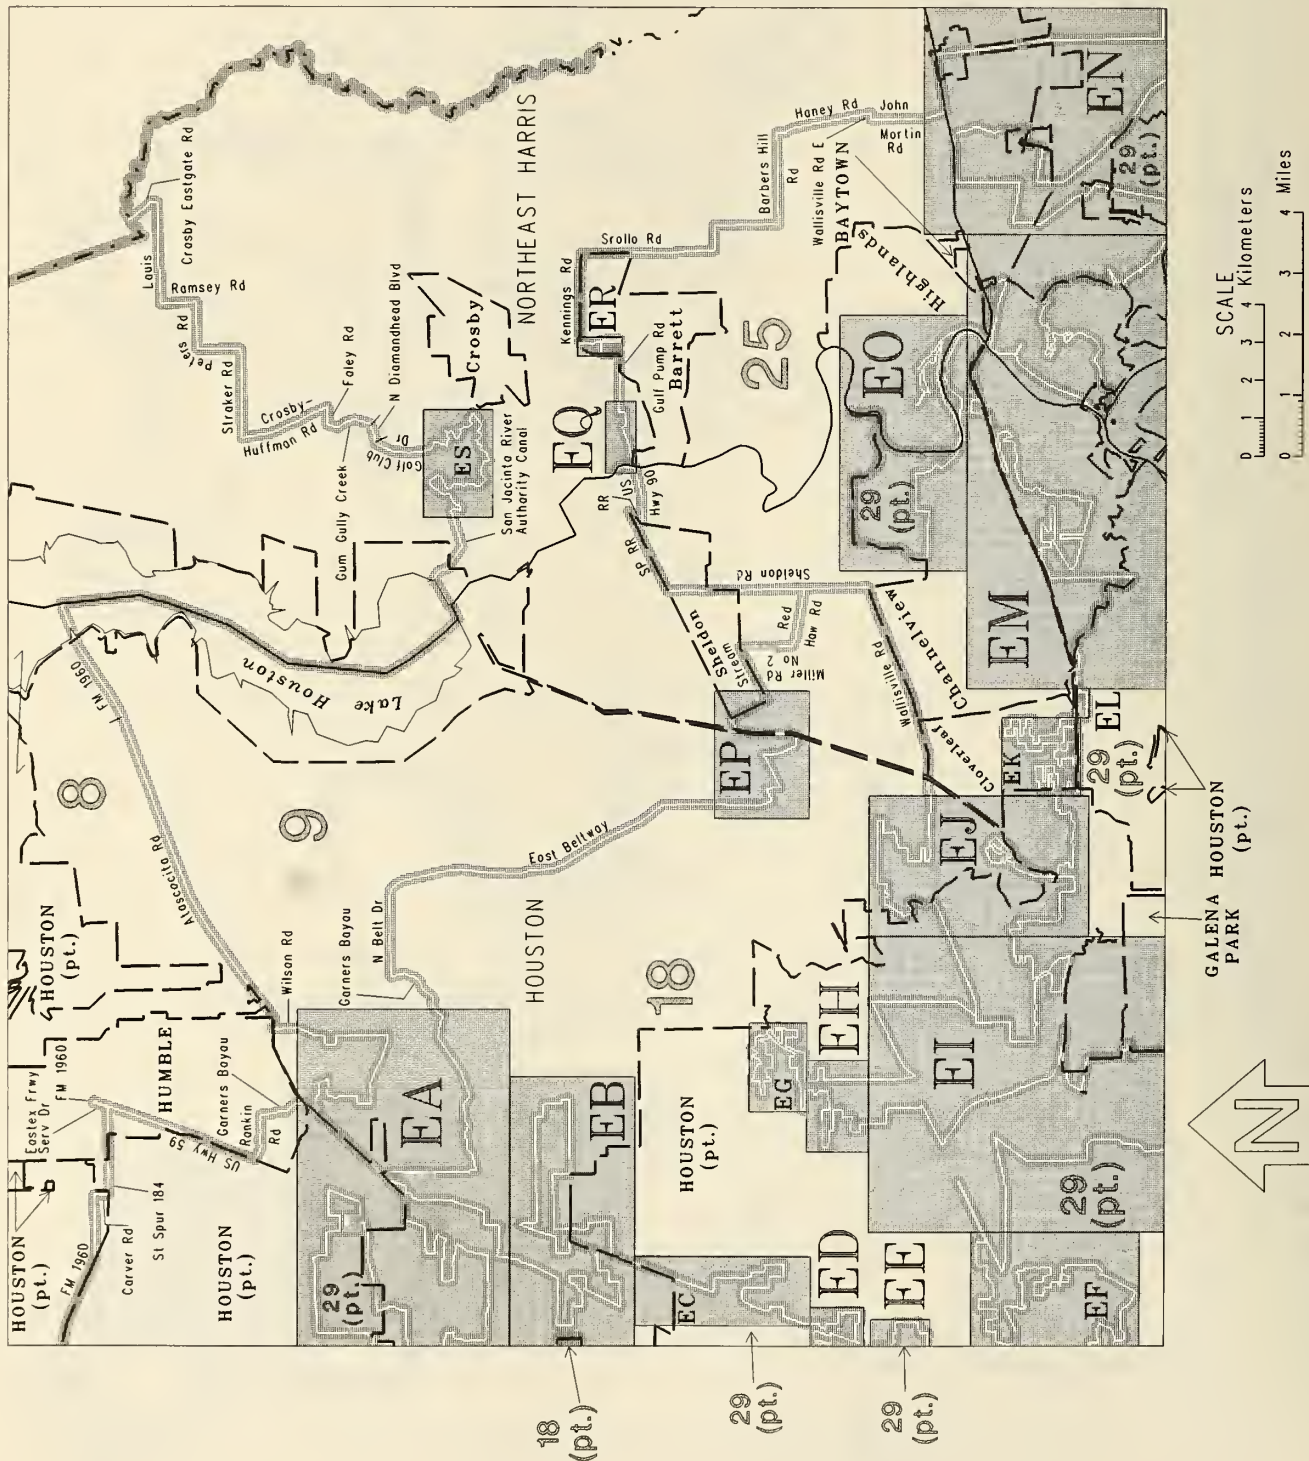 HOUSTON
(pt.)
FM 1960
Carver Rd
St Spur 184
HOUSTON
(pt.)
Eastex Frwy
Serv Dr
FM 1960
HUMBLE
US Hwy 59
Rankin
Rd
Garners Bayou
HOUSTON
(pt.)
8
Atascocita Rd
FM 1960
Wilson Rd
9
Lake Houston
Louis
Crosby Eastgate Rd
Ramsey Rd
Peters Rd
Straker Rd
Crosby-
Huffman Rd
Foley Rd
Gum Gully Creek
N Diamondhead Blvd
Golf Club
Dr
ES
San Jacinto River
Authority Canal
Crosby
NORTHEAST HARRIS
29
(pt.)
EA
Garners Bayou
N Belt Dr
East Beltway
HOUSTON
EB
18
(pt.)
18
HOUSTON
(pt.)
EC
29
(pt.)
ED
EE
29
(pt.)
EF
EG
EH
EI
29
(pt.)
EJ
EK
EL
29
(pt.)
GALENA
PARK
HOUSTON
(pt.)
EP
Sheldon
Stream
No 2
Miller Rd
Red
Haw Rd
Sheldon Rd
SP RR
RR
US
Hwy 90
EQ
ER
Kennings Rd
Srollo Rd
Gulf Pump Rd
Barrett
25
Barbers Hill
Rd
Haney Rd
John
Martin
Rd
Wallisville Rd E
BAYTOWN
Highlands
EO
29
(pt.)
Wallisville Rd
Channelview
Cloverleaf
EM
EN
29
(pt.)
SCALE
0 1 2 3 4 Kilometers
0 1 2 3 4 Miles
N